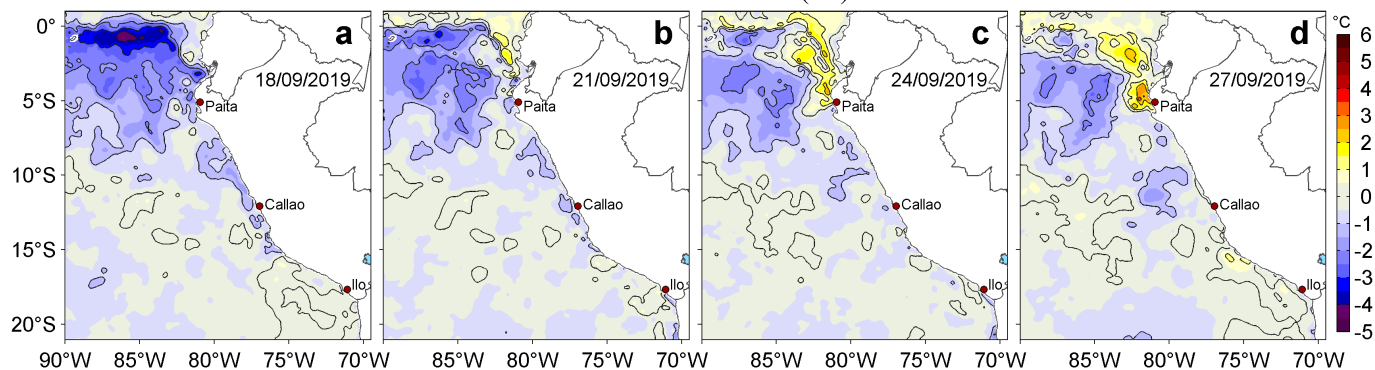 a b c d °C
18/09/2019 21/09/2019 24/09/2019 27/09/2019
0°
5°S
10°S
15°S
20°S
Paita Paita Paita Paita
Callao Callao Callao Callao
Ilo Ilo Ilo Ilo
90°W 85°W 80°W 75°W 70°W 85°W 80°W 75°W 70°W 85°W 80°W 75°W 70°W 85°W 80°W 75°W 70°W
6
5
4
3
2
1
0
-1
-2
-3
-4
-5